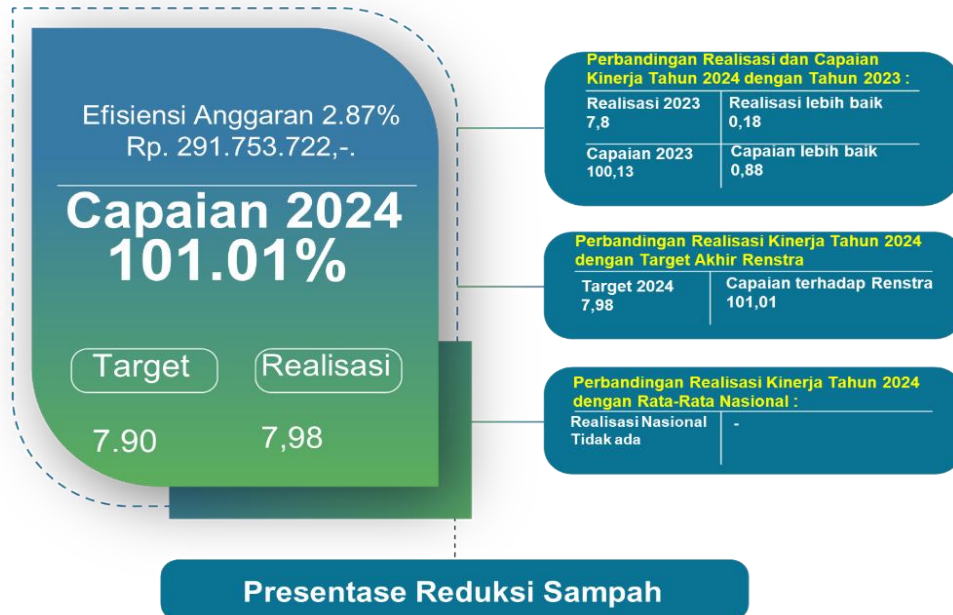 Efisiensi Anggaran 2.87%
Rp. 291.753.722,-.
Capaian 2024
101.01%
Target
Realisasi
7.90
7,98
Perbandingan Realisasi dan Capaian
Kinerja Tahun 2024 dengan Tahun 2023 :
Realisasi 2023
7,8
Realisasi lebih baik
0,18
Capaian 2023
100,13
Capaian lebih baik
0,88
Perbandingan Realisasi Kinerja Tahun 2024
dengan Target Akhir Renstra
Target 2024
7,98
Capaian terhadap Renstra
101,01
Perbandingan Realisasi Kinerja Tahun 2024
dengan Rata-Rata Nasional :
Realisasi Nasional
Tidak ada
-
Presentase Reduksi Sampah